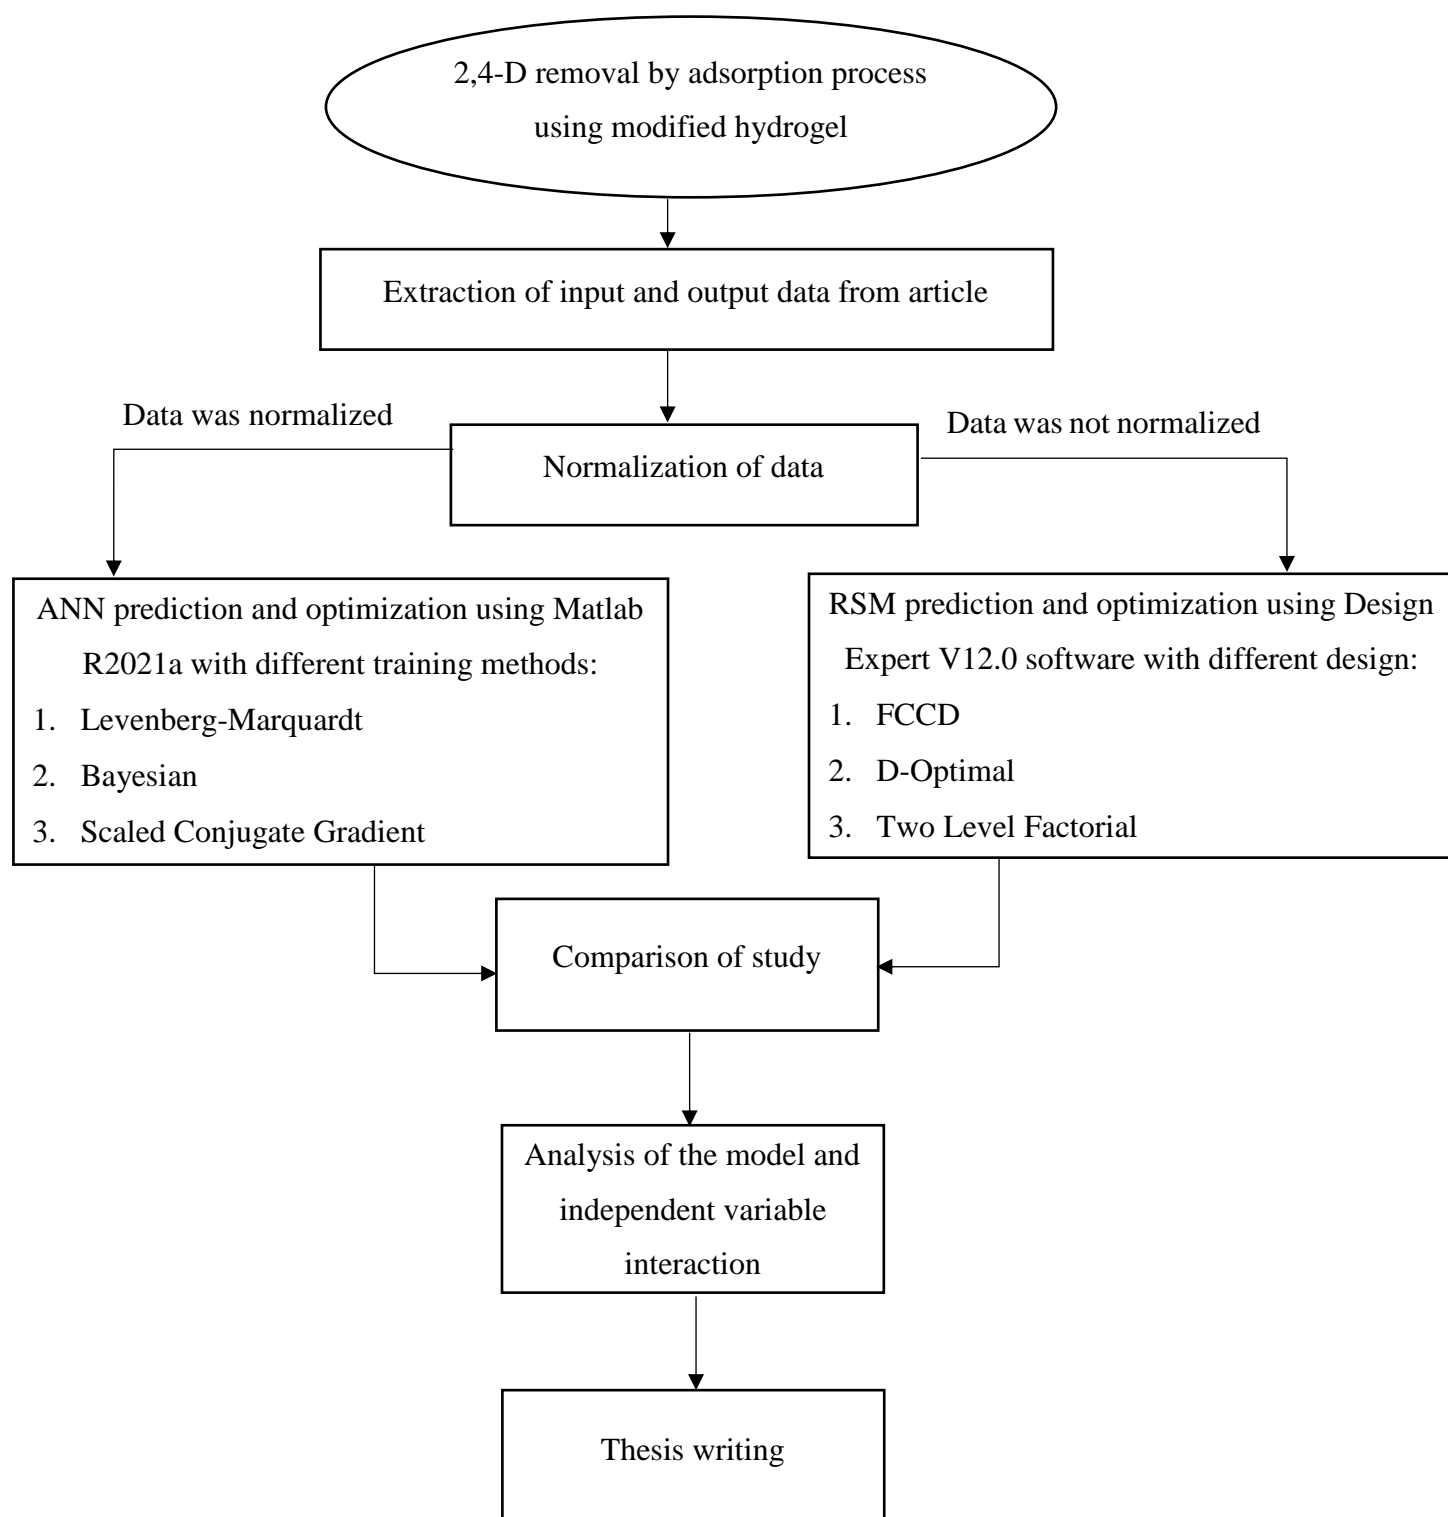 2,4-D removal by adsorption process
using modified hydrogel
Extraction of input and output data from article
Data was normalized
Data was not normalized
Normalization of data
ANN prediction and optimization using Matlab
R2021a with different training methods:
1. Levenberg-Marquardt
2. Bayesian
3. Scaled Conjugate Gradient
RSM prediction and optimization using Design
Expert V12.0 software with different design:
1. FCCD
2. D-Optimal
3. Two Level Factorial
Comparison of study
Analysis of the model and
independent variable
interaction
Thesis writing